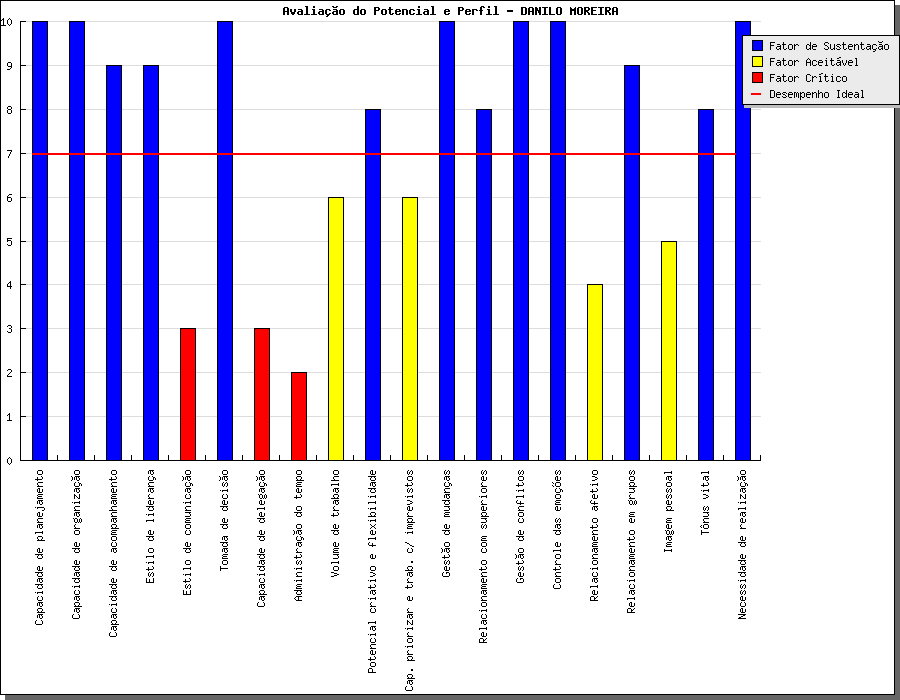 Avaliação do Potencial e Perfil - DANILO MOREIRA
10
9
8
7
6
5
4
3
2
1
0
Fator de Sustentação
Fator Aceitável
Fator Crítico
Desempenho Ideal
Capacidade de planejamento
Capacidade de organização
Capacidade de acompanhamento
Estilo de liderança
Estilo de comunicação
Tomada de decisão
Capacidade de delegação
Administração do tempo
Volume de trabalho
Potencial criativo e flexibilidade
Cap. priorizar e trab. c/ imprevistos
Gestão de mudanças
Relacionamento com superiores
Gestão de conflitos
Controle das emoções
Relacionamento afetivo
Relacionamento em grupos
Imagem pessoal
Tônus vital
Necessidade de realização